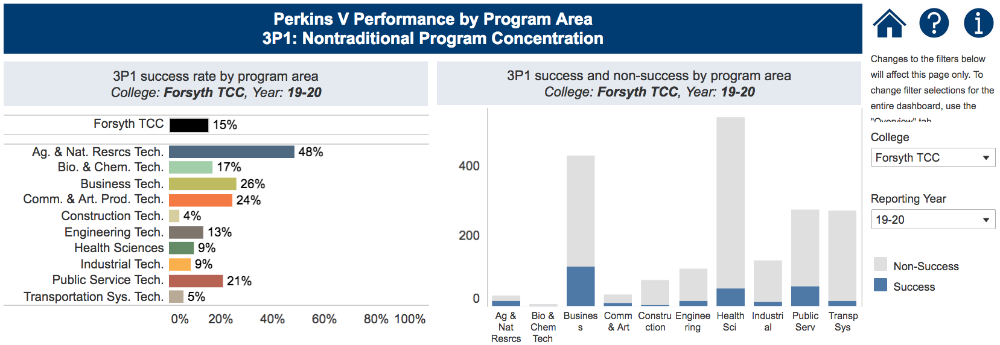 Perkins V Performance by Program Area
3P1: Nontraditional Program Concentration
3P1 success rate by program area
College: Forsyth TCC, Year: 19-20
Forsyth TCC 15%
Ag. & Nat. Resrcs Tech. 48%
Bio. & Chem. Tech. 17%
Business Tech. 26%
Comm. & Art. Prod. Tech. 24%
Construction Tech. 4%
Engineering Tech. 13%
Health Sciences 9%
Industrial Tech. 9%
Public Service Tech. 21%
Transportation Sys. Tech. 5%
0% 20% 40% 60% 80% 100%
3P1 success and non-success by program area
College: Forsyth TCC, Year: 19-20
400
200
0
Ag &
Nat
Resrcs
Bio &
Chem
Tech
Busines
s
Comm
& Art
Constru
ction
Enginee
ring
Health
Sci
Industri
al
Public
Serv
Transp
Sys
?
i
Changes to the filters below
will affect this page only. To
change filter selections for the
entire dashboard, use the
"Overview" tab
College
Forsyth TCC
Reporting Year
19-20
Non-Success
Success